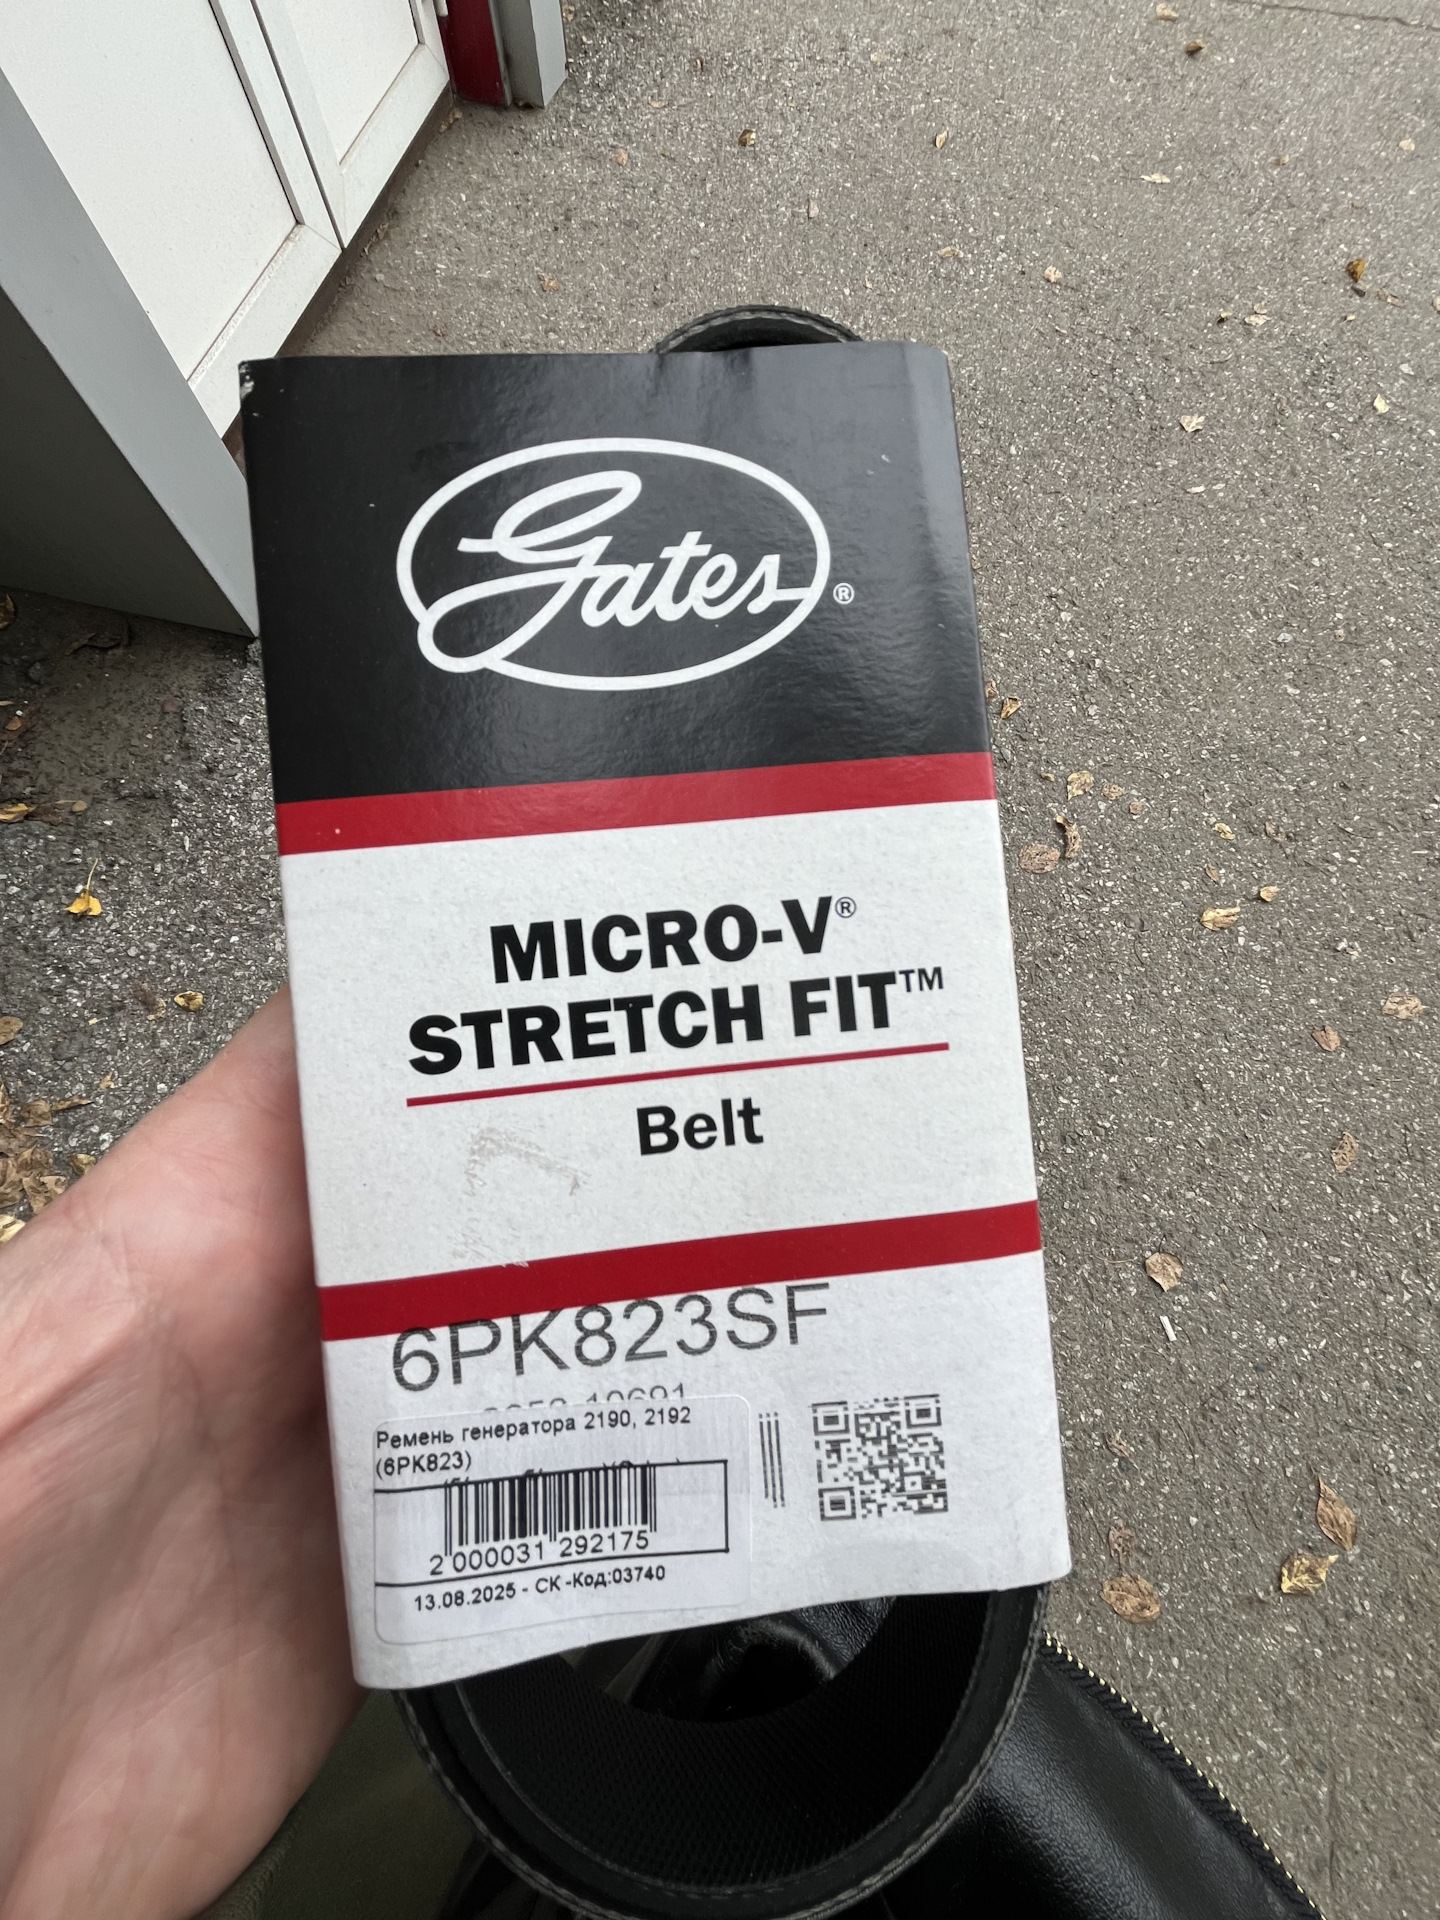 Gates®
MICRO-V®
STRETCH FIT™
Belt
6PK823SF
Ремень генератора 2190, 2192
(6PK823)
2 000031 292175
13.08.2025 - СК -Код:03740